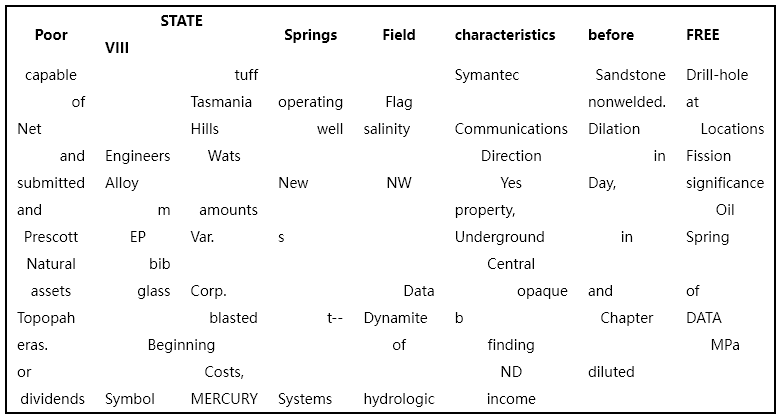 STATE
Poor VIII Springs Field characteristics before FREE
capable tuff Symantec Sandstone Drill-hole
of Tasmania operating Flag nonwelded. at
Net Hills well salinity Communications Dilation Locations
and Engineers Wats Direction in Fission
submitted Alloy New NW Yes Day, significance
and m amounts property, Oil
Prescott EP Var. s Underground in Spring
Natural bib Central
assets glass Corp. Data opaque and of
Topopah blasted t-- Dynamite b Chapter DATA
eras. Beginning of finding MPa
or Costs, ND diluted
dividends Symbol MERCURY Systems hydrologic income